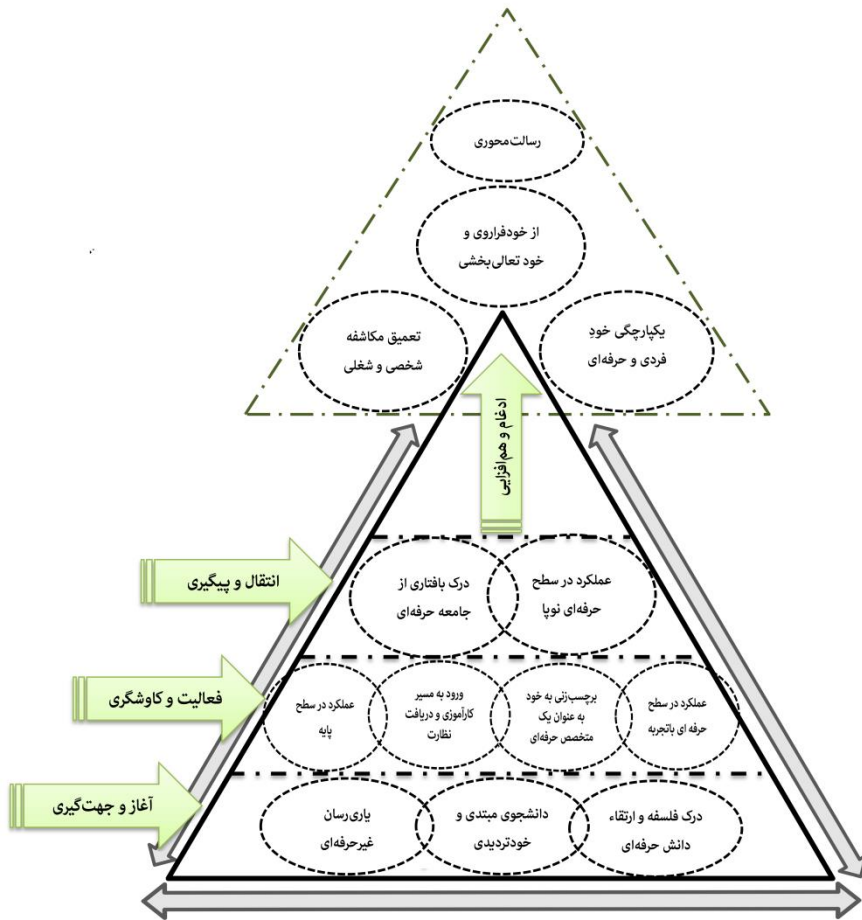 رسالت‌محوری
از خودفراروی و
خود تعالی‌بخشی
یکپارچگی خودِ
فردی و حرفه‌ای
تعمیق مکاشفه
شخصی و شغلی
ادغام و هم‌افزایی
انتقال و پیگیری
عملکرد در سطح
حرفه‌ای نوپا
درک بافتاری از
جامعه حرفه‌ای
فعالیت و کاوشگری
عملکرد در سطح
حرفه ای باتجربه
برچسب‌زنی به خود
به عنوان یک
متخصص حرفه‌ای
ورود به مسیر
کارآموزی و دریافت
نظارت
عملکرد در سطح
پایه
آغاز و جهت‌گیری
درک فلسفه و ارتقاء
دانش حرفه‌ای
دانشجوی مبتدی و
خودتردیدی
یاری‌رسان
غیرحرفه‌ای